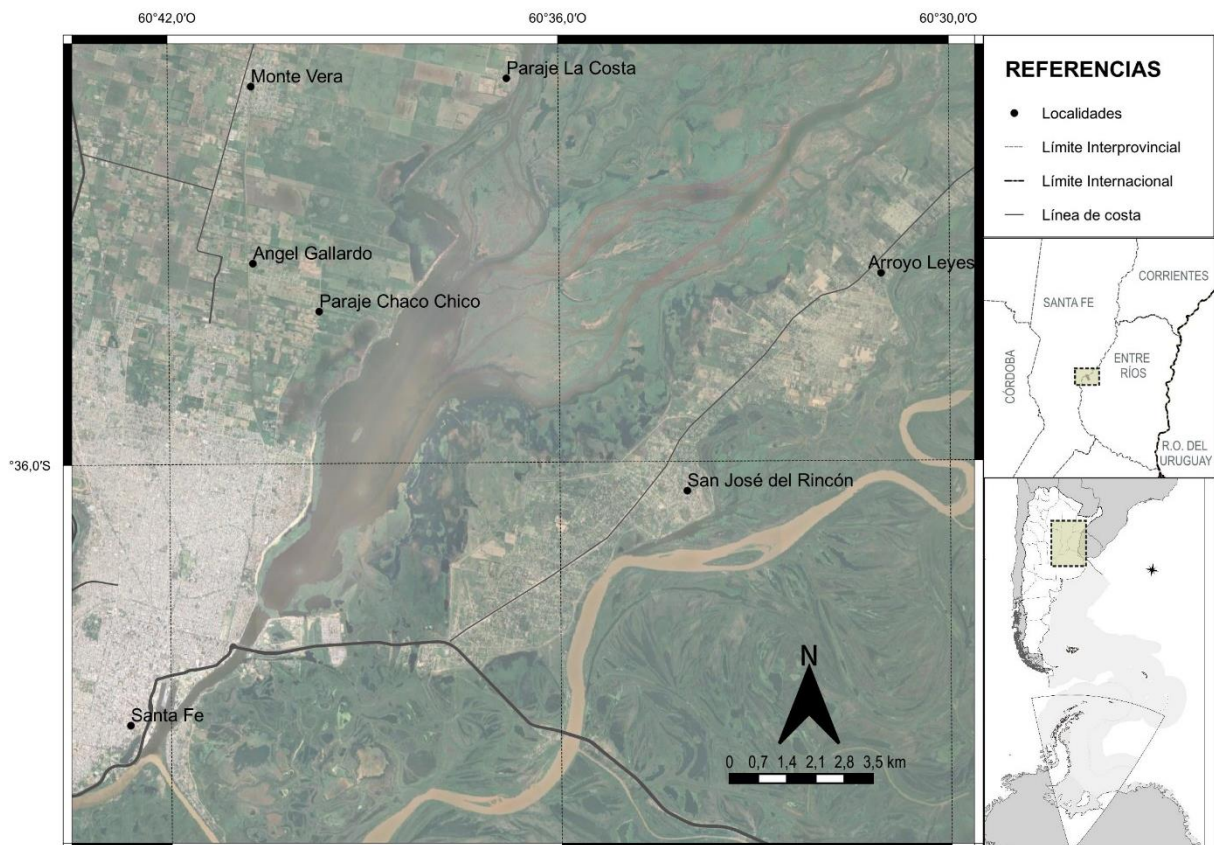 60°42,0'O
60°36,0'O
60°30,0'O
Monte Vera
Paraje La Costa
Angel Gallardo
Paraje Chaco Chico
Arroyo Leyes
°36,0'S
San José del Rincón
Santa Fe
N
0 0,7 1,4 2,1 2,8 3,5 km
REFERENCIAS
Localidades
Límite Interprovincial
Límite Internacional
Línea de costa
CORRIENTES
SANTA FE
ENTRE
RÍOS
CÓRDOBA
R.O. DEL
URUGUAY